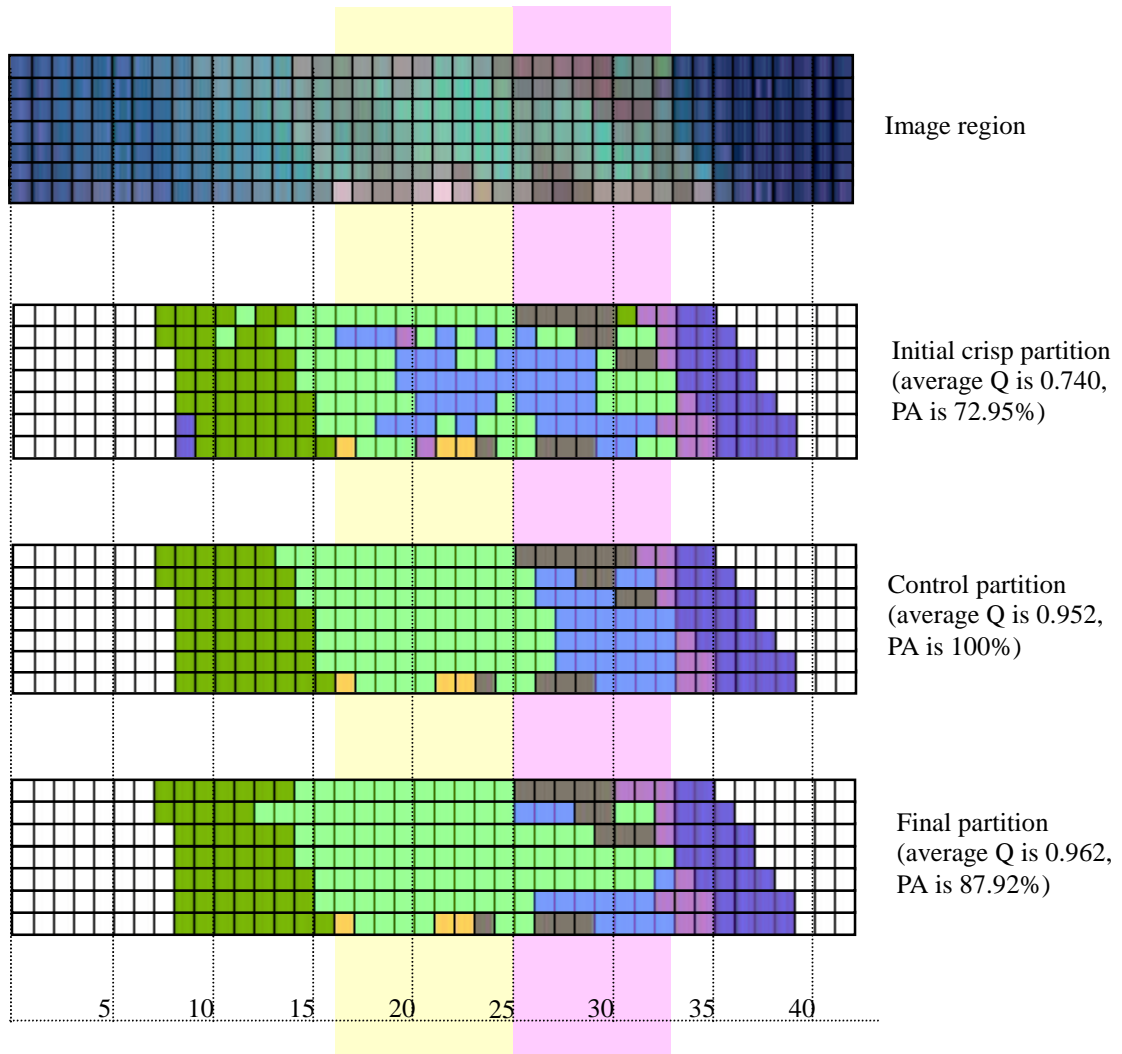 Image region
Initial crisp partition
(average Q is 0.740,
PA is 72.95%)
Control partition
(average Q is 0.952,
PA is 100%)
Final partition
(average Q is 0.962,
PA is 87.92%)
5 10 15 20 25 30 35 40